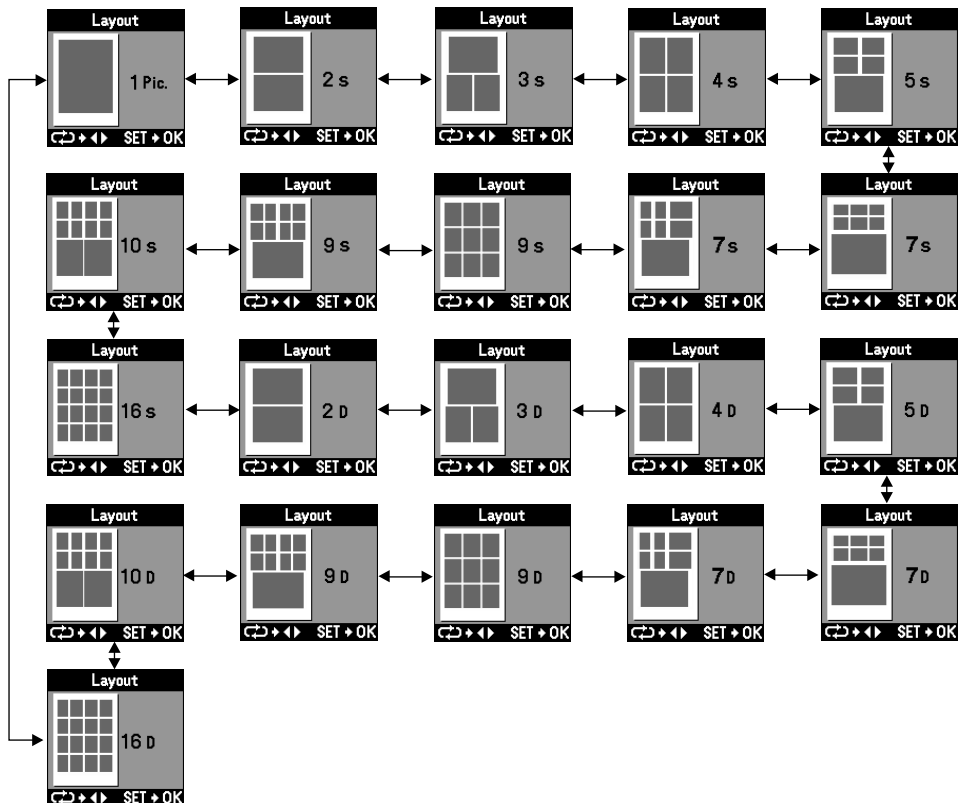 Layout
1 Pic.
SET → OK
Layout
2 s
SET → OK
Layout
3 s
SET → OK
Layout
4 s
SET → OK
Layout
5 s
SET → OK
Layout
10 s
SET → OK
Layout
9 s
SET → OK
Layout
9 s
SET → OK
Layout
7 s
SET → OK
Layout
7 s
SET → OK
Layout
16 s
SET → OK
Layout
2 D
SET → OK
Layout
3 D
SET → OK
Layout
4 D
SET → OK
Layout
5 D
SET → OK
Layout
10 D
SET → OK
Layout
9 D
SET → OK
Layout
9 D
SET → OK
Layout
7 D
SET → OK
Layout
7 D
SET → OK
Layout
16 D
SET → OK